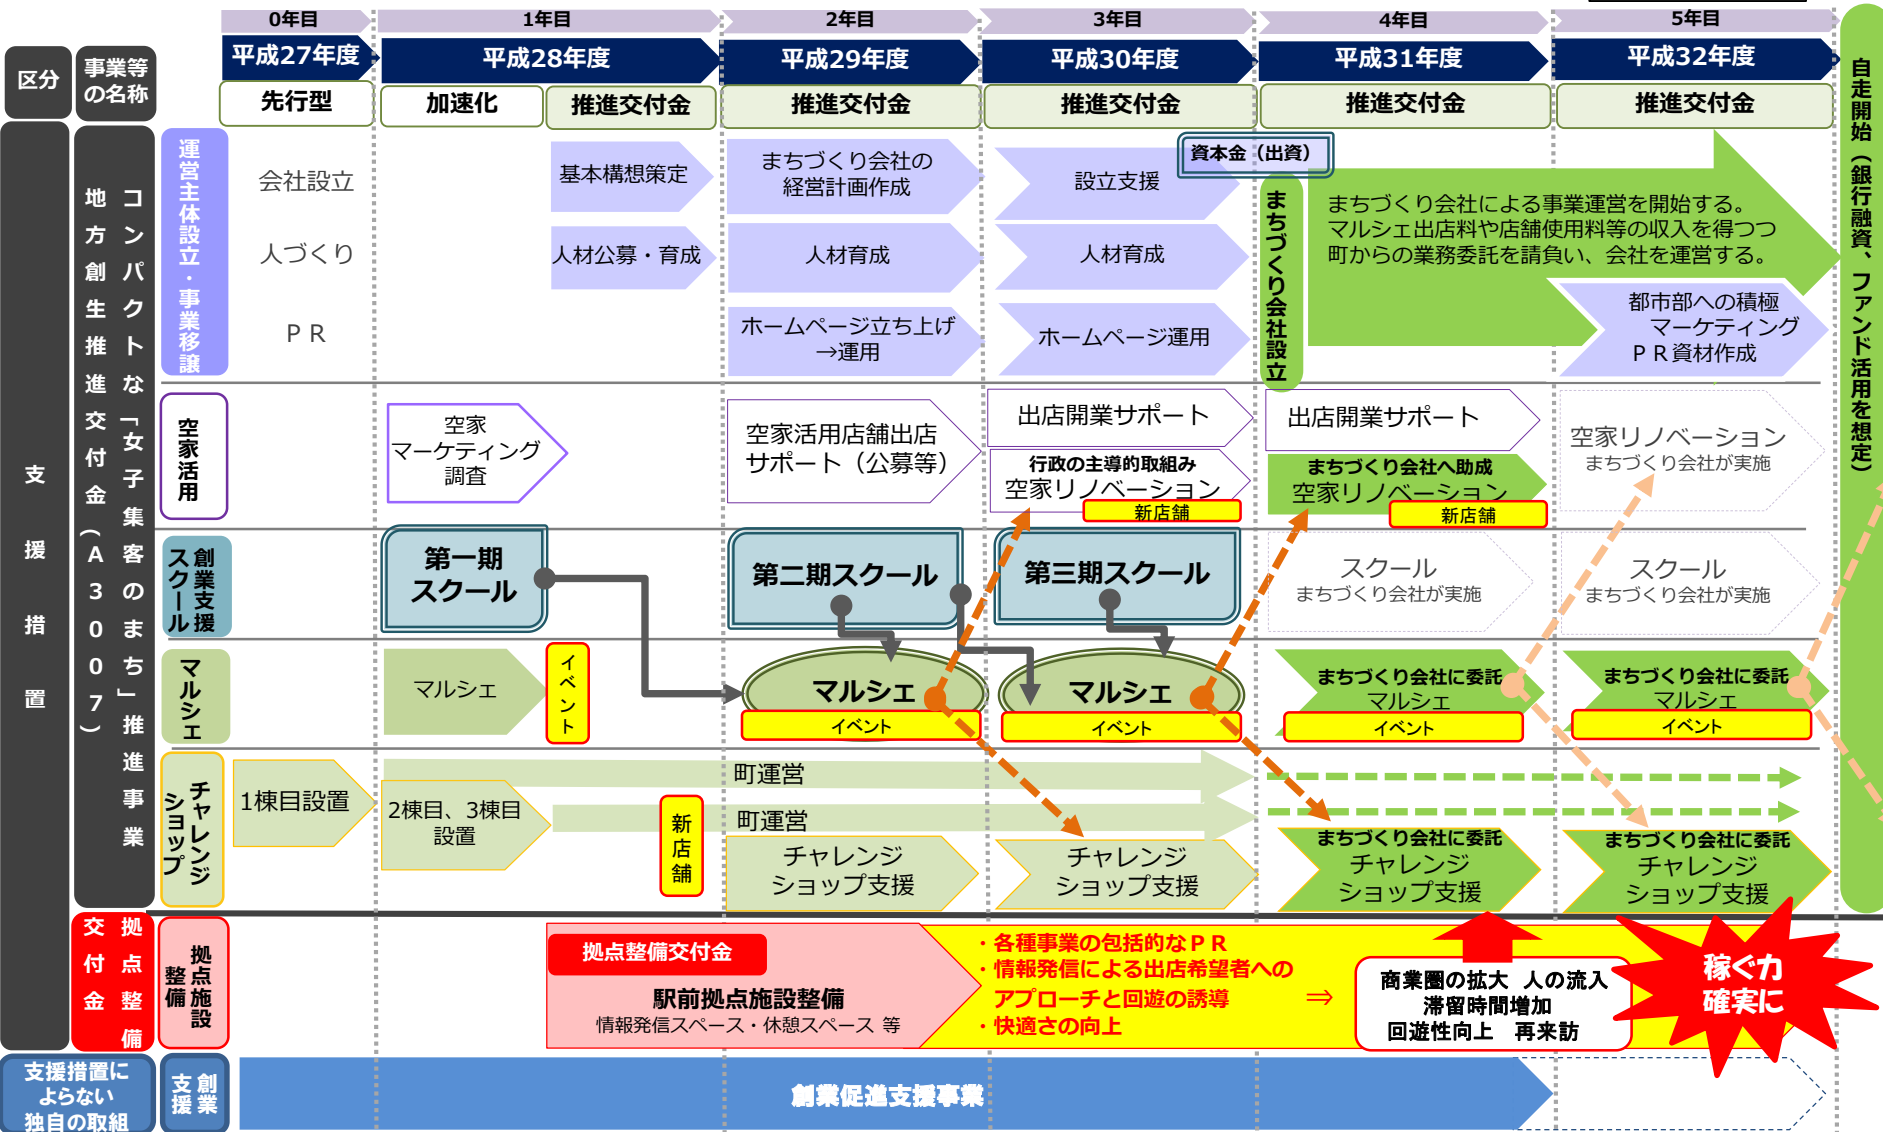 0年目
1年目
2年目
3年目
4年目
5年目
区分
事業等
の名称
平成27年度
平成28年度
平成29年度
平成30年度
平成31年度
平成32年度
先行型
加速化
推進交付金
推進交付金
推進交付金
推進交付金
推進交付金
自走開始（銀行融資、ファンド活用を想定）
支援措置
コンパクトな「女子集客のまち」推進事業
地方創生推進交付金（A3007）
運営主体設立・事業移譲
会社設立
基本構想策定
まちづくり会社の
経営計画作成
設立支援
資本金（出資）
まちづくり会社設立
まちづくり会社による事業運営を開始する。
マルシェ出店料や店舗使用料等の収入を得つつ
町からの業務委託を請負い、会社を運営する。
人づくり
人材公募・育成
人材育成
人材育成
ＰＲ
ホームページ立ち上げ
→運用
ホームページ運用
都市部への積極
マーケティング
ＰＲ資材作成
空家活用
空家
マーケティング
調査
空家活用店舗出店
サポート（公募等）
出店開業サポート
行政の主導的取組み
空家リノベーション
新店舗
出店開業サポート
まちづくり会社へ助成
空家リノベーション
新店舗
空家リノベーション
まちづくり会社が実施
創業支援
スクール
第一期
スクール
第二期スクール
第三期スクール
スクール
まちづくり会社が実施
スクール
まちづくり会社が実施
マルシェ
マルシェ
イベント
マルシェ
イベント
マルシェ
イベント
まちづくり会社に委託
マルシェ
イベント
まちづくり会社に委託
マルシェ
イベント
チャレンジ
ショップ
1棟目設置
2棟目、3棟目
設置
町運営
町運営
新店舗
チャレンジ
ショップ支援
チャレンジ
ショップ支援
まちづくり会社に委託
チャレンジ
ショップ支援
まちづくり会社に委託
チャレンジ
ショップ支援
拠点整備
交付金
拠点施設
整備
拠点整備交付金
駅前拠点施設整備
情報発信スペース・休憩スペース 等
・各種事業の包括的なＰＲ
・情報発信による出店希望者への
アプローチと回遊の誘導
・快適さの向上
⇒
商業圏の拡大 人の流入
滞留時間増加
回遊性向上 再来訪
稼ぐ力
確実に
支援措置に
よらない
独自の取組
創業
支援
創業促進支援事業